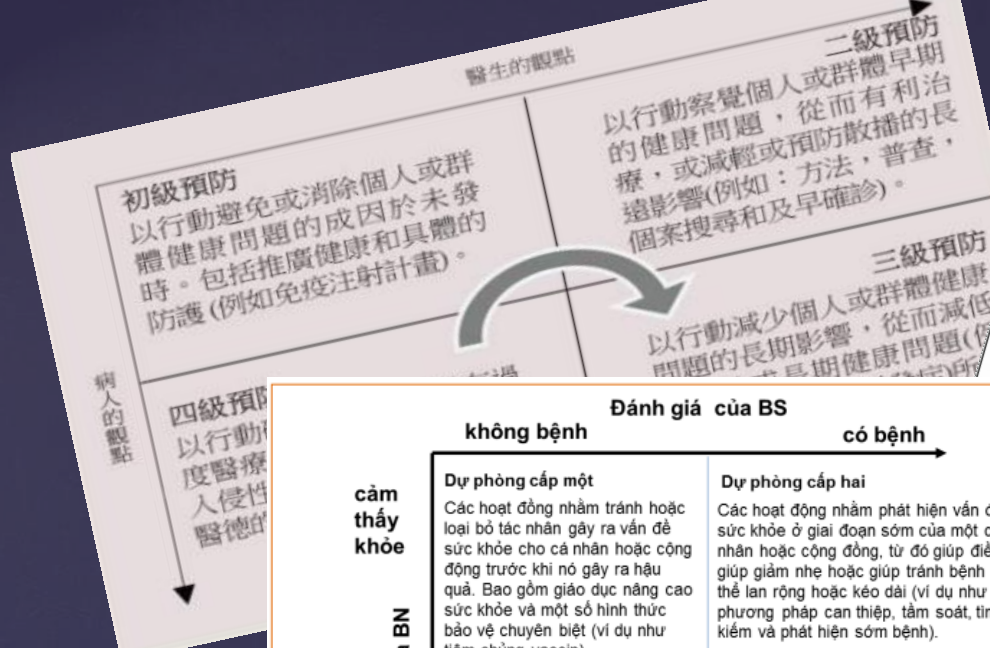 醫生的觀點
初級預防
以行動避免或消除個人或群
體健康問題的成因於未發
時。包括推廣健康和具體的
防護(例如免疫注射計畫)。
二級預防
以行動察覺個人或群體早期
的健康問題，從而有利治
療，或減輕或預防散播的長
遠影響(例如：方法，普查，
個案搜尋和及早確診)。
病人的觀點
四級預防
以行動
度醫療
人侵性
醫德的
三級預防
以行動減少個人或群體健康
問題的長期影響，從而減低
長期健康問題(
Đánh giá của BS
không bệnh
có bệnh
cảm
thấy
khỏe
BN
Dự phòng cấp một
Các hoạt đồng nhằm tránh hoặc
loại bỏ tác nhân gây ra vấn đề
sức khỏe cho cá nhân hoặc cộng
động trước khi nó gây ra hậu
quả. Bao gồm giáo dục nâng cao
sức khỏe và một số hình thức
bảo vệ chuyên biệt (ví dụ như
Dự phòng cấp hai
Các hoạt động nhằm phát hiện vấn
sức khỏe ở giai đoạn sớm của một
nhân hoặc cộng đồng, từ đó giúp
giúp giảm nhẹ hoặc giúp tránh bệnh
thể lan rộng hoặc kéo dài (ví dụ như
phương pháp can thiệp, tầm soát,
kiếm và phát hiện sớm bệnh).